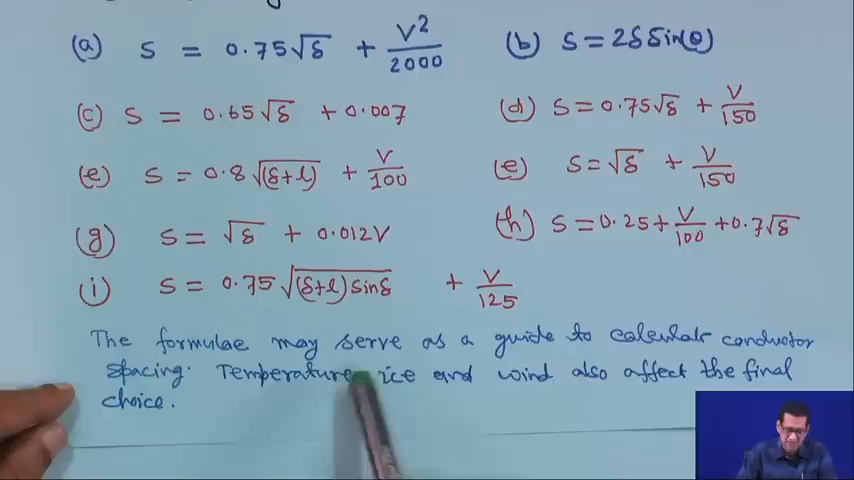 (a) S = 0.75√δ + V²/2000 (b) S = 2δ Sin(θ)
(c) S = 0.65√δ + 0.007 (d) S = 0.75√δ + V/150
(e) S = 0.8√(δ+l) + V/100 (e) S = √δ + V/150
(g) S = √δ + 0.012V (h) S = 0.25 + V/100 + 0.7√δ
(i) S = 0.75√(δ+l)sinδ + V/125
The formulae may serve as a guide to calculate conductor
Spacing. Temperature ice and wind also affect the final
choice.